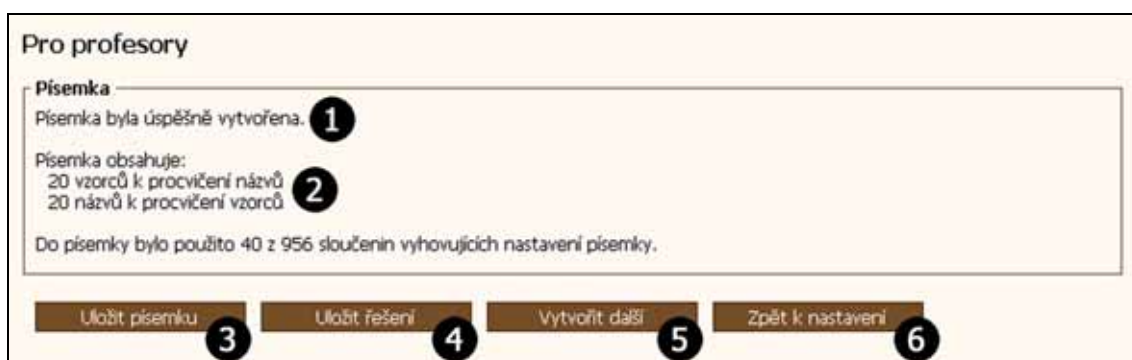 Pro profesory
Písemka
Písemka byla úspěšně vytvořena. 1
Písemka obsahuje:
20 vzorců k procvičení názvů
20 názvů k procvičení vzorců 2
Do písemky bylo použito 40 z 956 sloučenin vyhovujících nastavení písemky.
Uložit písemku 3 Uložit řešení 4 Vytvořit další 5 Zpět k nastavení 6